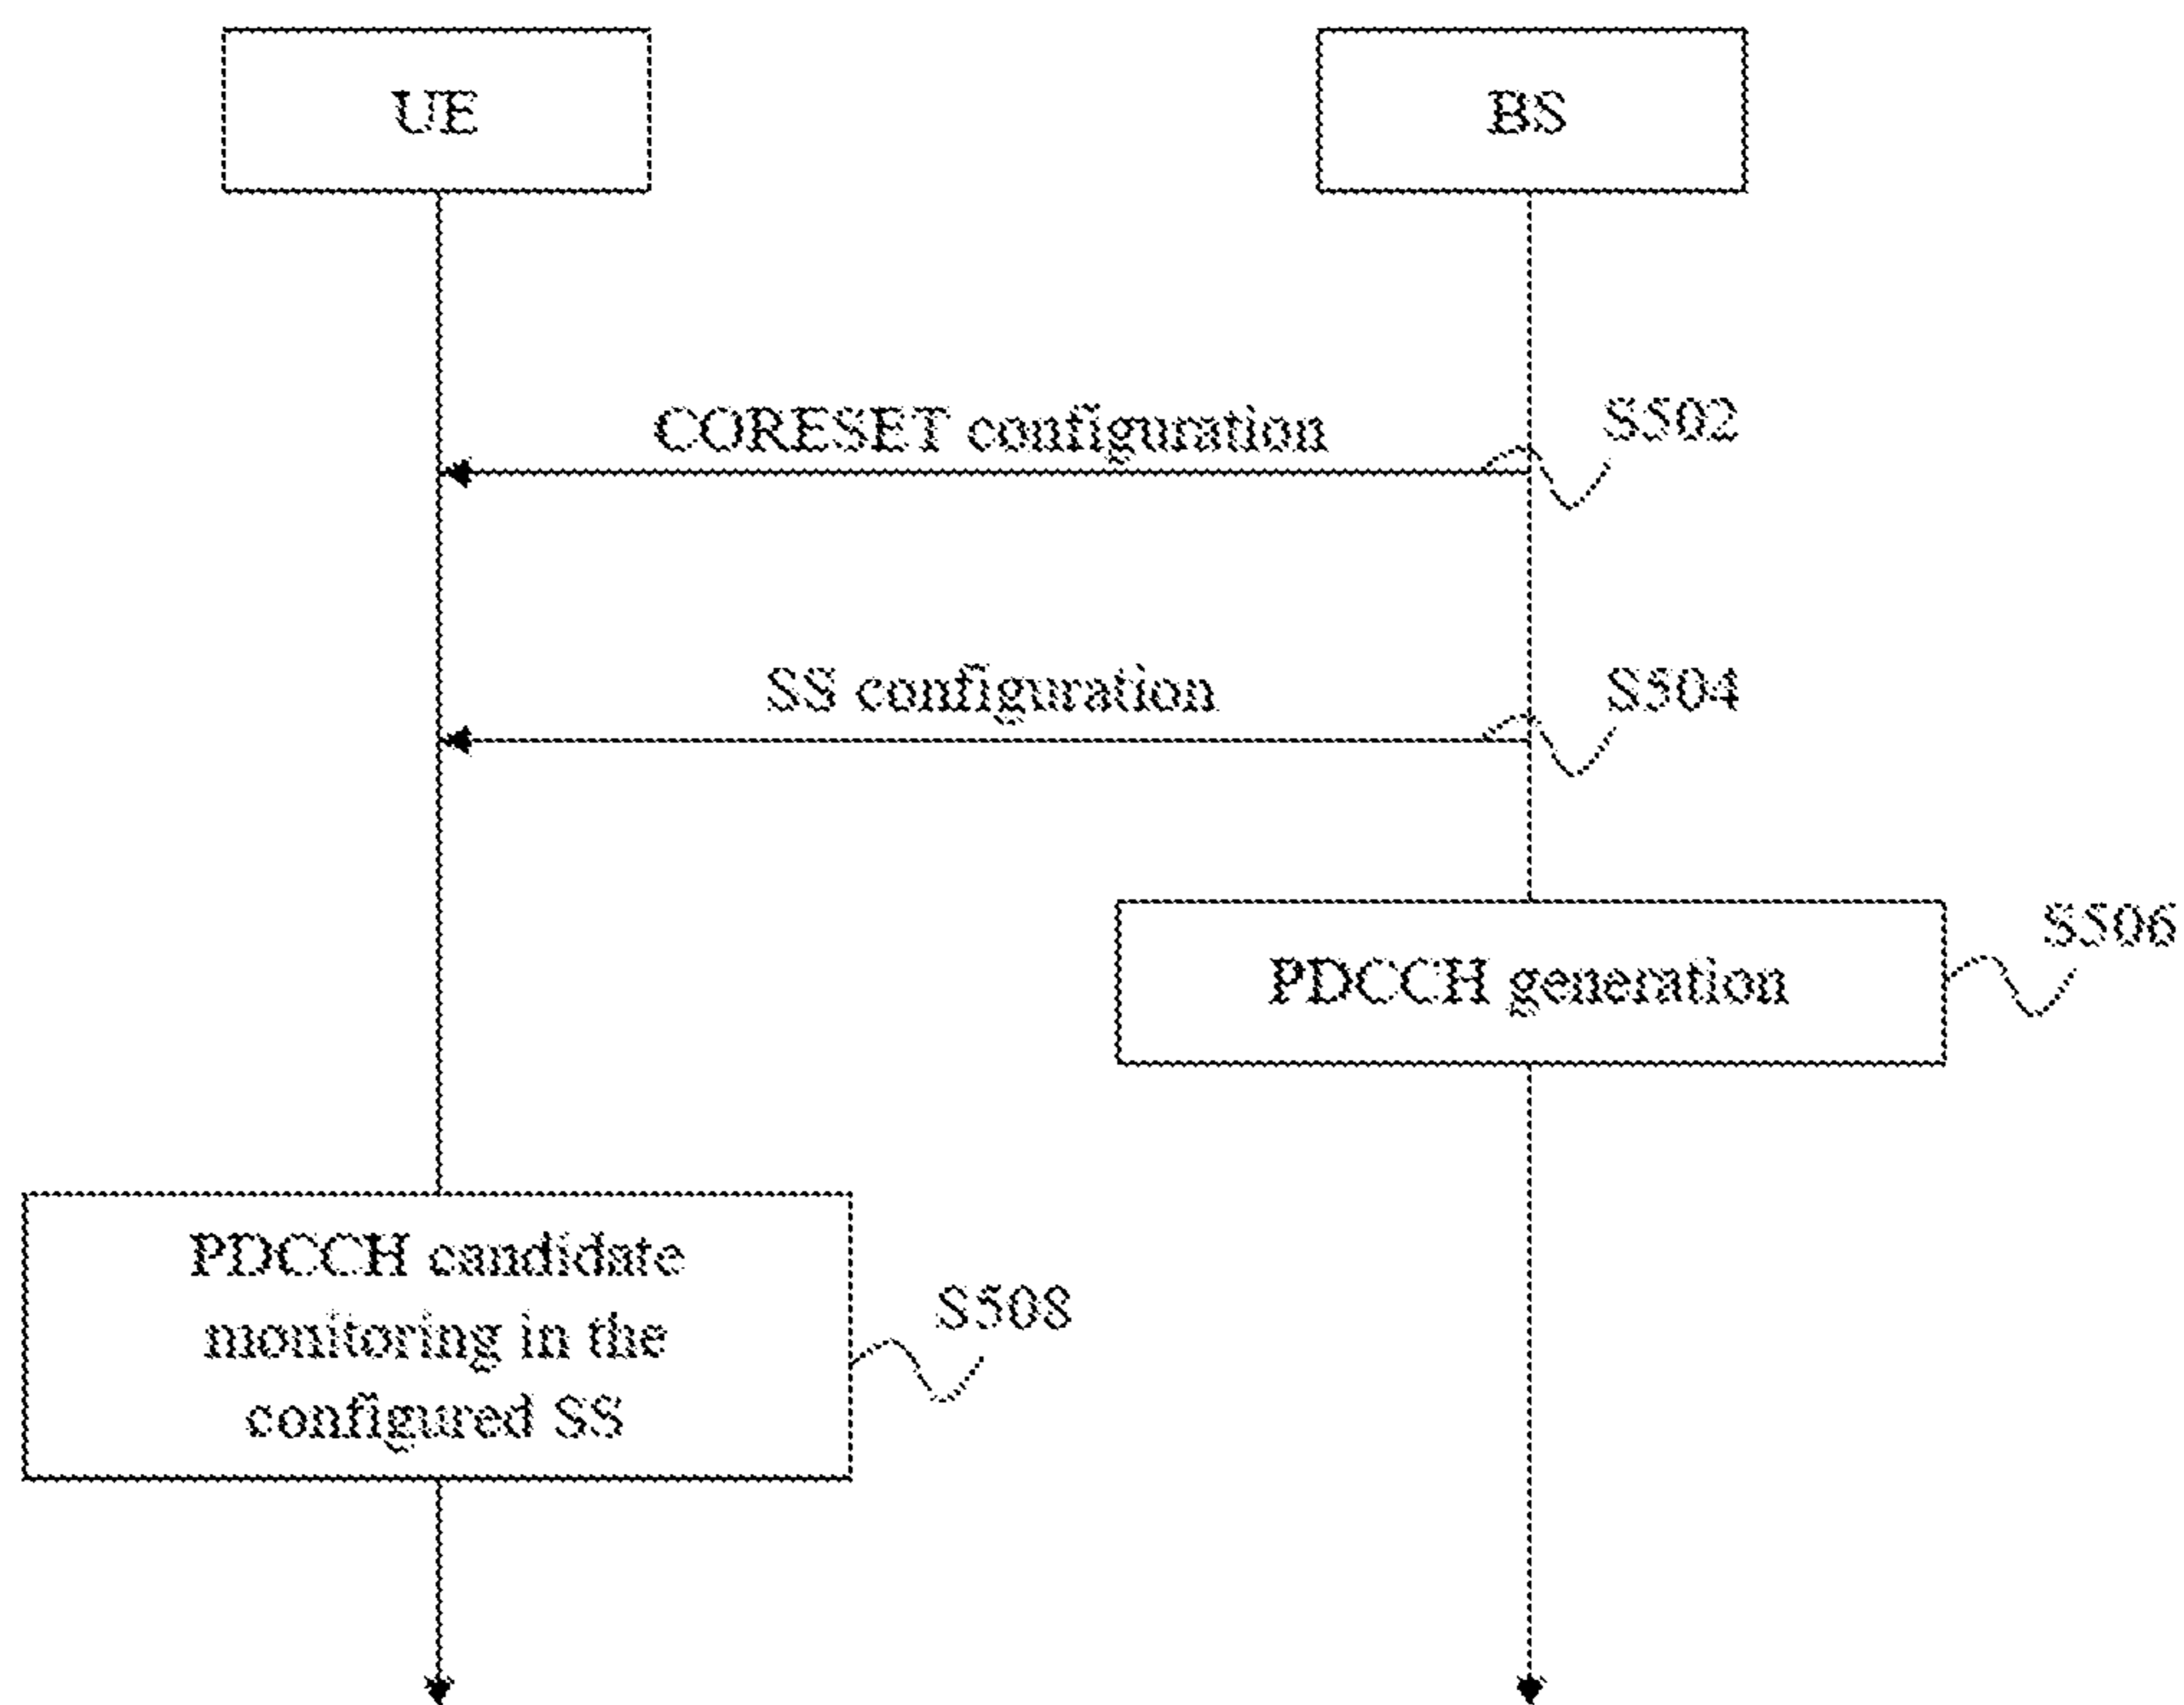 UE
BS
CORESET configuration
S502
SS configuration
S504
PDCCH generation
S506
PDCCH candidate
monitoring in the
configured SS
S508